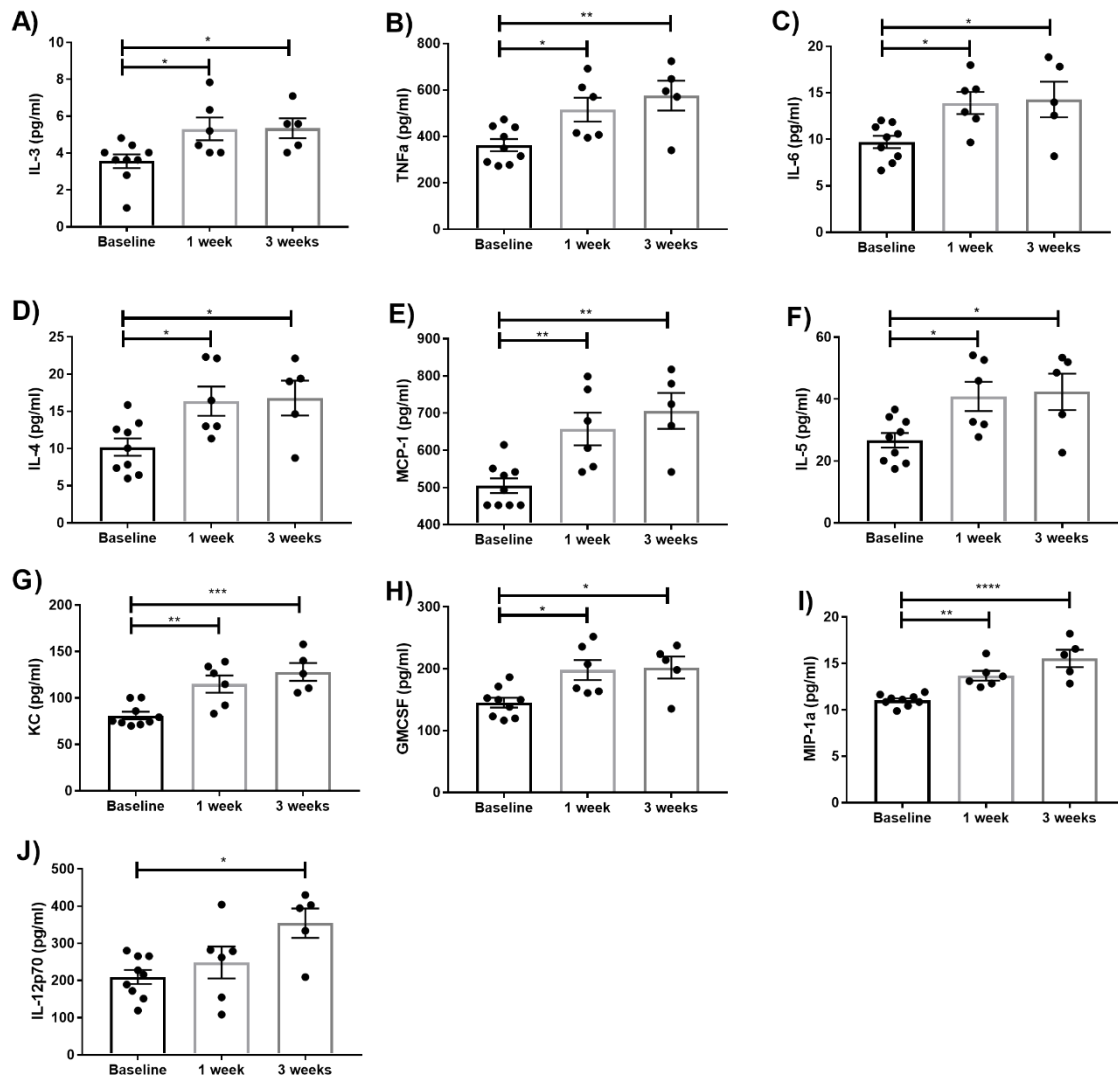 A)
IL-3 (pg/ml)
10
8
6
4
2
0
*
*
Baseline 1 week 3 weeks
B)
TNFa (pg/ml)
800
600
400
200
0
**
*
Baseline 1 week 3 weeks
C)
IL-6 (pg/ml)
20
15
10
5
0
*
*
Baseline 1 week 3 weeks
D)
IL-4 (pg/ml)
25
20
15
10
5
0
*
*
Baseline 1 week 3 weeks
E)
MCP-1 (pg/ml)
900
800
700
600
500
400
**
**
Baseline 1 week 3 weeks
F)
IL-5 (pg/ml)
60
40
20
0
*
*
Baseline 1 week 3 weeks
G)
KC (pg/ml)
200
150
100
50
0
***
**
Baseline 1 week 3 weeks
H)
GMCSF (pg/ml)
300
200
100
0
*
*
Baseline 1 week 3 weeks
I)
MIP-1a (pg/ml)
20
15
10
5
0
****
**
Baseline 1 week 3 weeks
J)
IL-12p70 (pg/ml)
500
400
300
200
100
0
*
Baseline 1 week 3 weeks